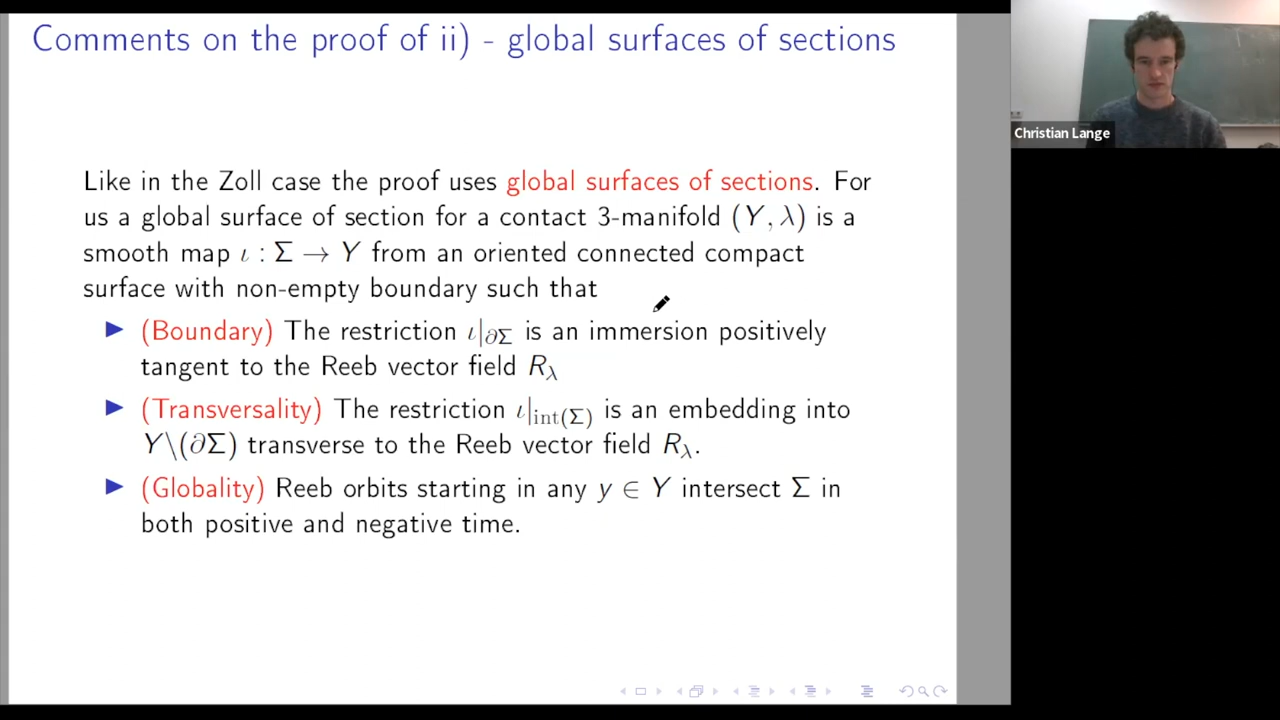 Comments on the proof of ii) - global surfaces of sections
Like in the Zoll case the proof uses global surfaces of sections. For
us a global surface of section for a contact 3-manifold (Y, λ) is a
smooth map ι : Σ → Y from an oriented connected compact
surface with non-empty boundary such that
▶ (Boundary) The restriction ι|∂Σ is an immersion positively
tangent to the Reeb vector field Rλ
▶ (Transversality) The restriction ι|int(Σ) is an embedding into
Y\(∂Σ) transverse to the Reeb vector field Rλ.
▶ (Globality) Reeb orbits starting in any y ∈ Y intersect Σ in
both positive and negative time.
Christian Lange